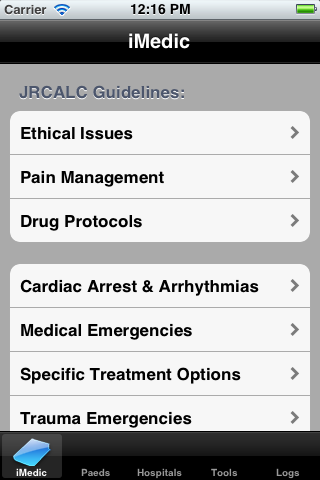 Carrier 12:16 PM
iMedic
JRCALC Guidelines:
Ethical Issues
Pain Management
Drug Protocols
Cardiac Arrest & Arrhythmias
Medical Emergencies
Specific Treatment Options
Trauma Emergencies
iMedic Paeds Hospitals Tools Logs